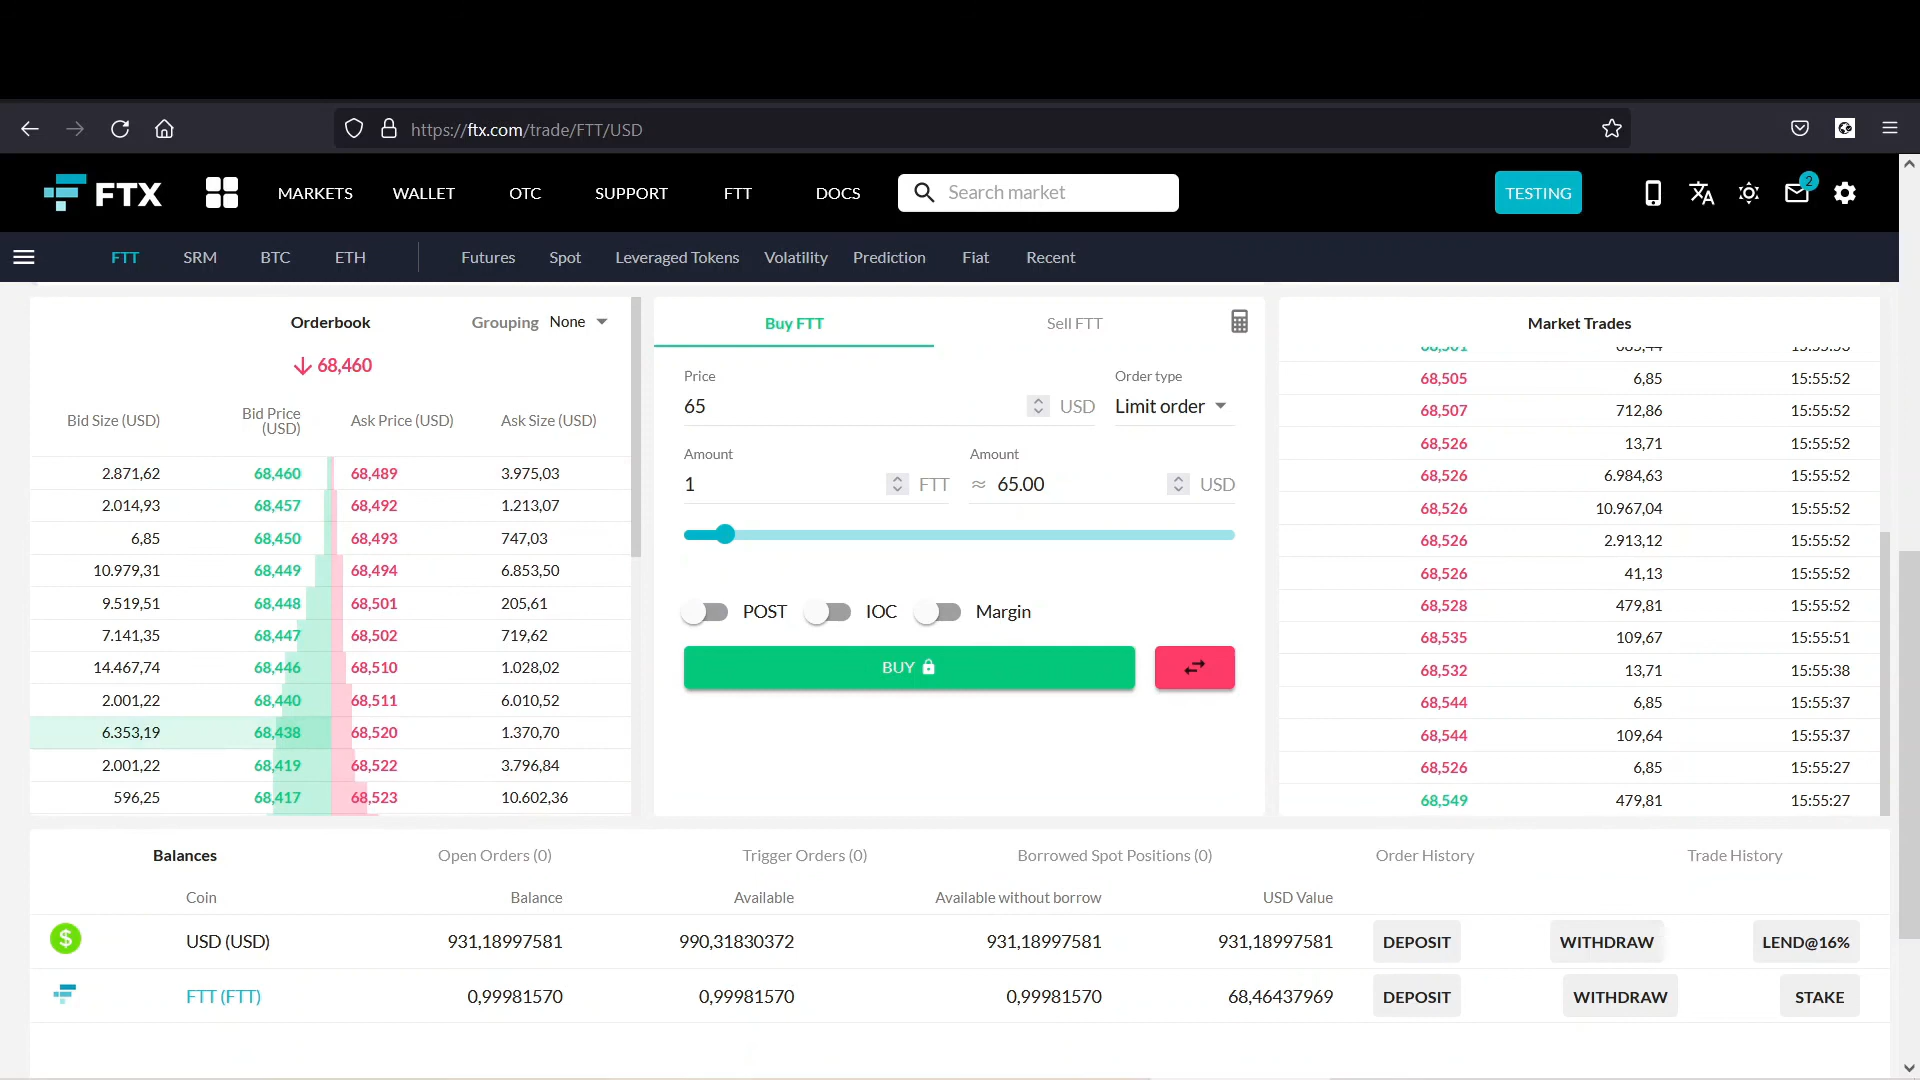 https://ftx.com/trade/FTT/USD
FTX MARKETS WALLET OTC SUPPORT FTT DOCS Search market TESTING 2
FTT SRM BTC ETH Futures Spot Leveraged Tokens Volatility Prediction Fiat Recent
Orderbook Grouping None
68,460
Bid Size (USD) Bid Price (USD) Ask Price (USD) Ask Size (USD)
2.871,62 68,460 68,489 3.975,03
2.014,93 68,457 68,492 1.213,07
6,85 68,450 68,493 747,03
10.979,31 68,449 68,494 6.853,50
9.519,51 68,448 68,501 205,61
7.141,35 68,447 68,502 719,62
14.467,74 68,446 68,510 1.028,02
2.001,22 68,440 68,511 6.010,52
6.353,19 68,438 68,520 1.370,70
2.001,22 68,419 68,522 3.796,84
596,25 68,417 68,523 10.602,36
Buy FTT Sell FTT
Price Order type
65 USD Limit order
Amount Amount
1 FTT ≈ 65.00 USD
POST IOC Margin
BUY
Market Trades
68,505 6,85 15:55:52
68,507 712,86 15:55:52
68,526 13,71 15:55:52
68,526 6.984,63 15:55:52
68,526 10.967,04 15:55:52
68,526 2.913,12 15:55:52
68,526 41,13 15:55:52
68,528 479,81 15:55:52
68,535 109,67 15:55:51
68,532 13,71 15:55:38
68,544 6,85 15:55:37
68,544 109,64 15:55:37
68,526 6,85 15:55:27
68,549 479,81 15:55:27
Balances Open Orders (0) Trigger Orders (0) Borrowed Spot Positions (0) Order History Trade History
Coin Balance Available Available without borrow USD Value
$ USD (USD) 931,18997581 990,31830372 931,18997581 931,18997581 DEPOSIT WITHDRAW LEND@16%
FTT (FTT) 0,99981570 0,99981570 0,99981570 68,46437969 DEPOSIT WITHDRAW STAKE